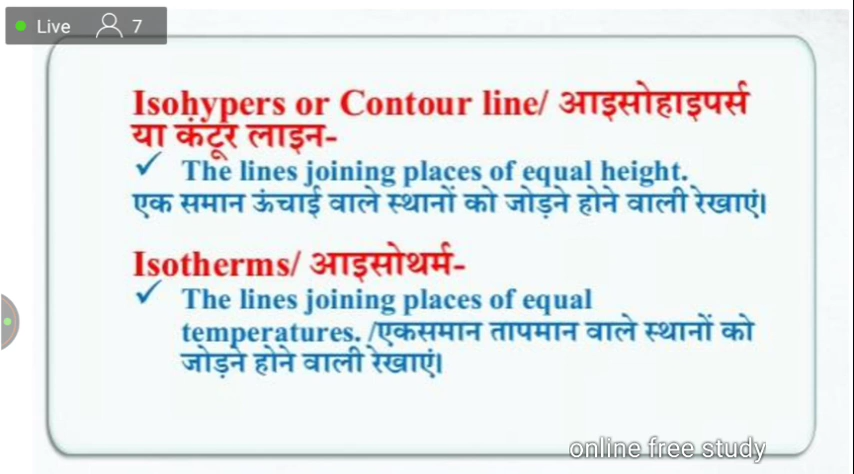 Live 7
Isohypers or Contour line/ आइसोहाइपर्स
या कंटूर लाइन-
✓ The lines joining places of equal height.
एक समान ऊंचाई वाले स्थानों को जोड़ने होने वाली रेखाएं।
Isotherms/ आइसोथर्म-
✓ The lines joining places of equal
temperatures. /एकसमान तापमान वाले स्थानों को
जोड़ने होने वाली रेखाएं।
online free study